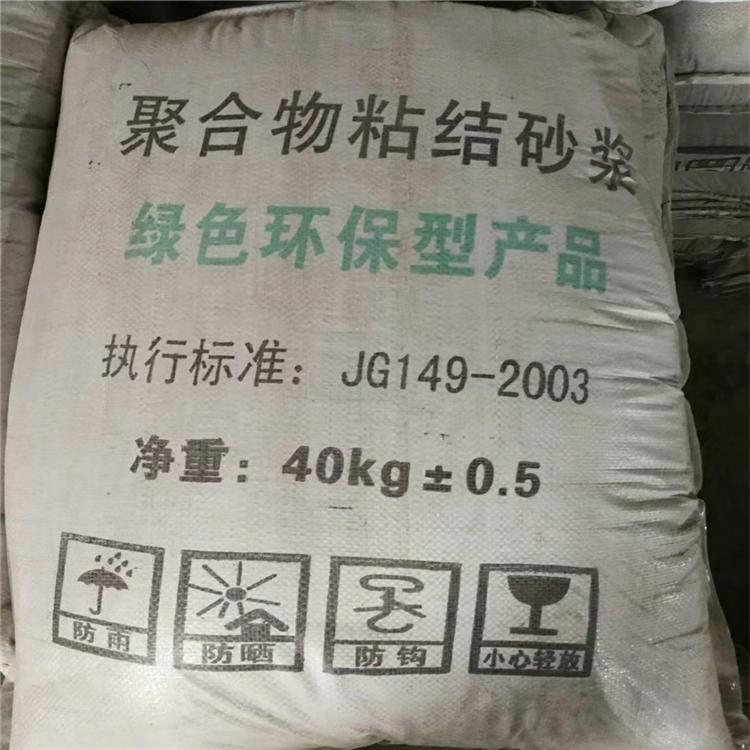 聚合物粘结砂浆
绿色环保型产品
执行标准：JG149-2003
净重：40kg±0.5
防雨
防晒
防钩
小心轻放